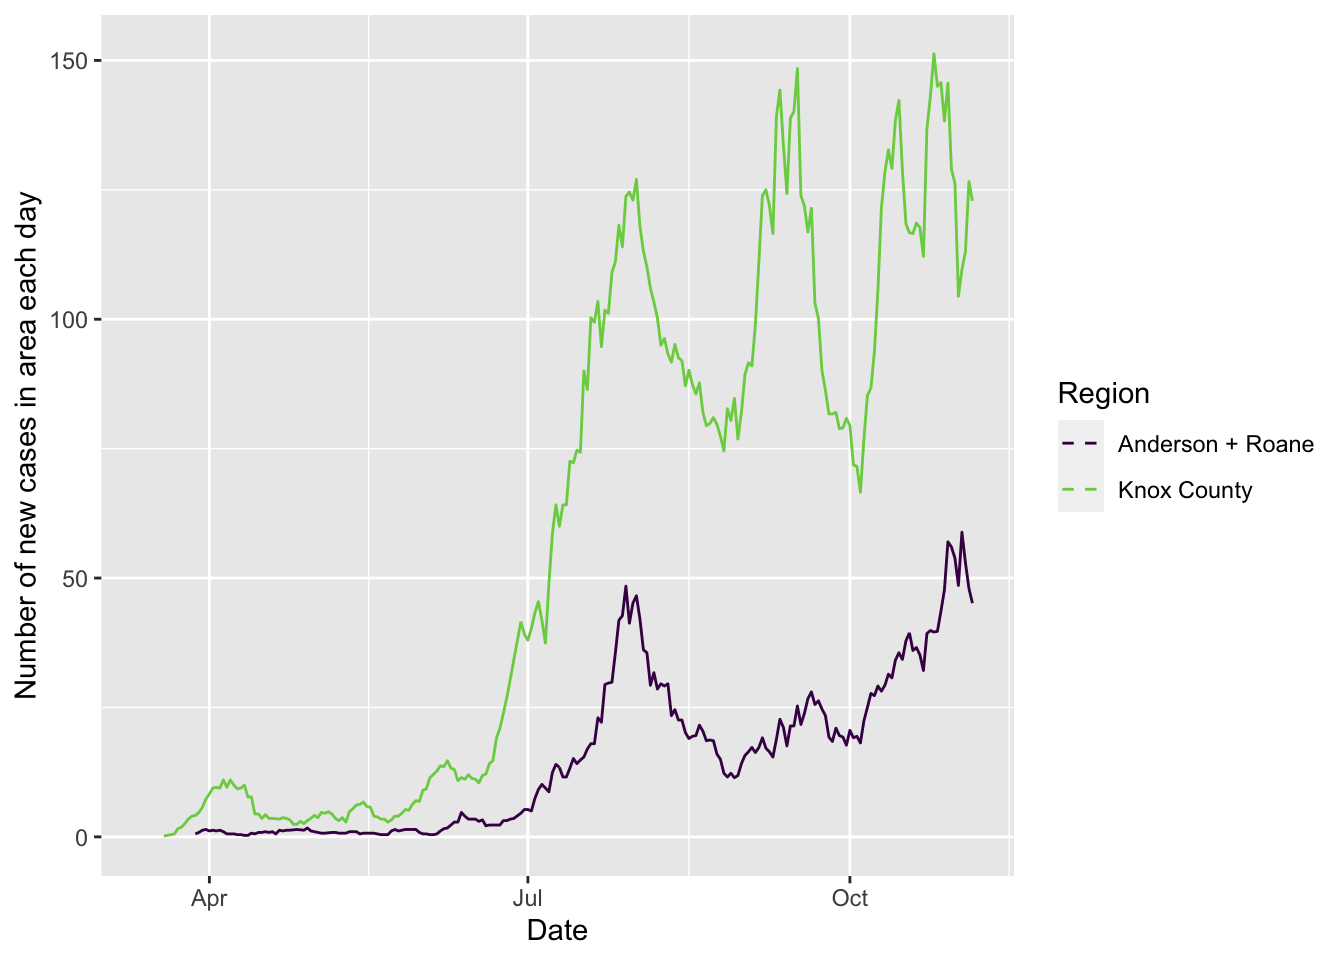 150
100
50
0
Number of new cases in area each day
Apr
Jul
Oct
Date
Region
Anderson + Roane
Knox County